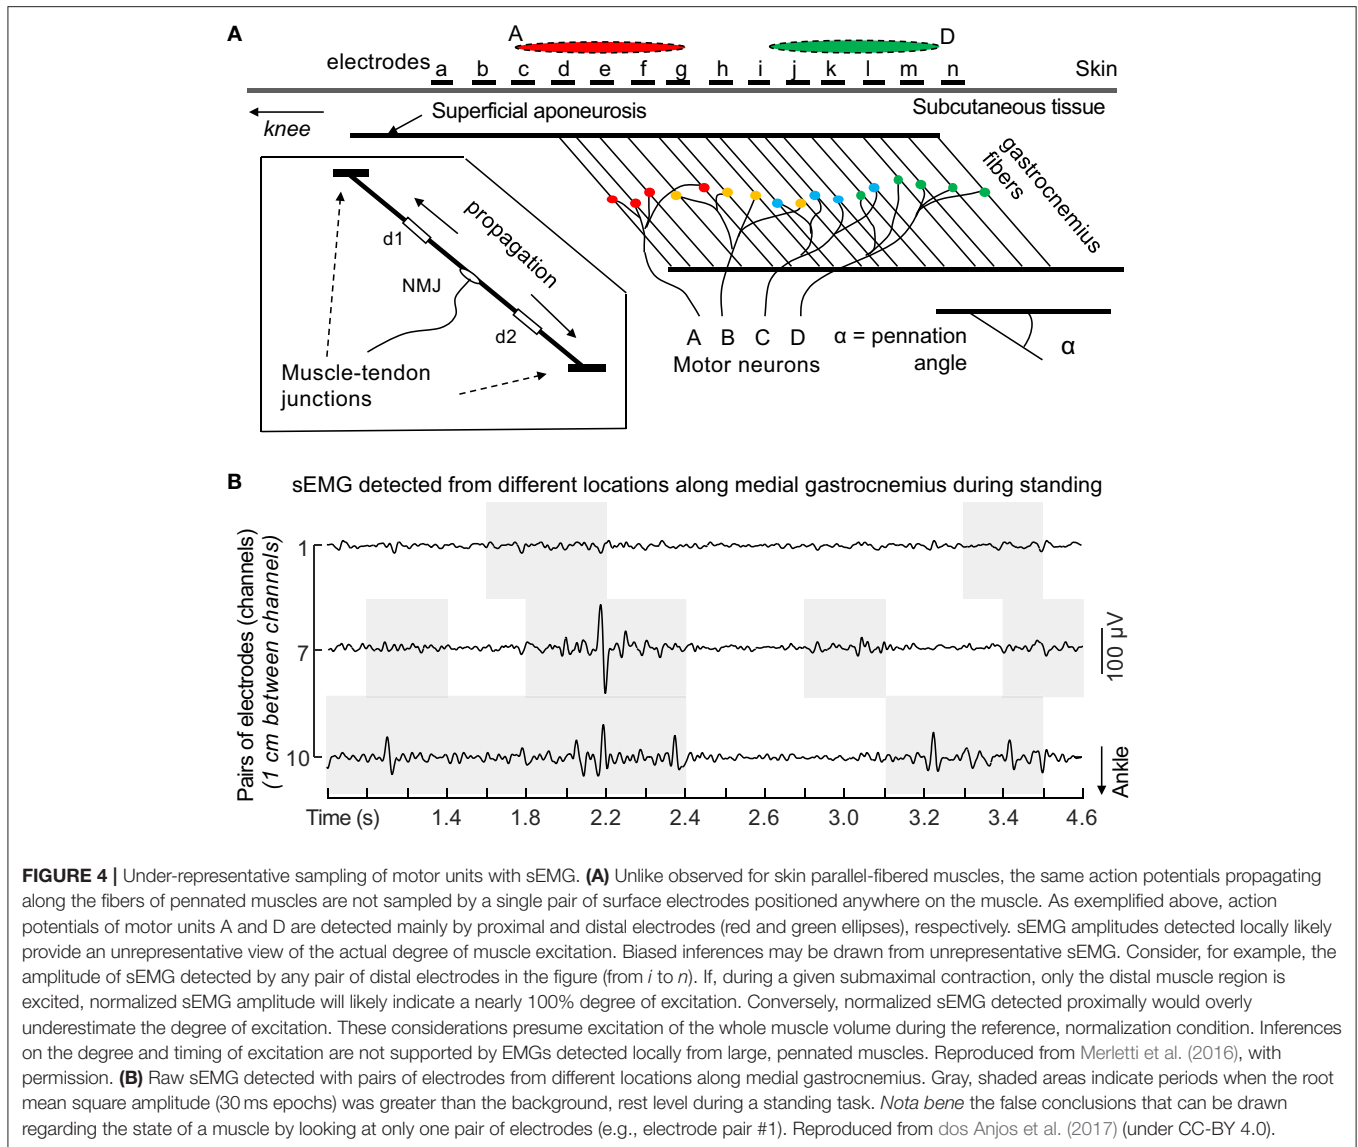 A
A
D
electrodes a b c d e f g h i j k l m n Skin
Superficial aponeurosis
Subcutaneous tissue
knee
gastrocnemius
fibers
propagation
d1
NMJ
d2
Muscle-tendon
junctions
A B C D
Motor neurons
α = pennation
angle
α
B
sEMG detected from different locations along medial gastrocnemius during standing
Pairs of electrodes (channels)
(1 cm between channels)
1
7
10
100 µV
Ankle
Time (s) 1.4 1.8 2.2 2.4 2.6 3.0 3.2 3.4 4.6
FIGURE 4 | Under-representative sampling of motor units with sEMG. (A) Unlike observed for skin parallel-fibered muscles, the same action potentials propagating
along the fibers of pennated muscles are not sampled by a single pair of surface electrodes positioned anywhere on the muscle. As exemplified above, action
potentials of motor units A and D are detected mainly by proximal and distal electrodes (red and green ellipses), respectively. sEMG amplitudes detected locally likely
provide an unrepresentative view of the actual degree of muscle excitation. Biased inferences may be drawn from unrepresentative sEMG. Consider, for example, the
amplitude of sEMG detected by any pair of distal electrodes in the figure (from i to n). If, during a given submaximal contraction, only the distal muscle region is
excited, normalized sEMG amplitude will likely indicate a nearly 100% degree of excitation. Conversely, normalized sEMG detected proximally would overly
underestimate the degree of excitation. These considerations presume excitation of the whole muscle volume during the reference, normalization condition. Inferences
on the degree and timing of excitation are not supported by EMGs detected locally from large, pennated muscles. Reproduced from Merletti et al. (2016), with
permission. (B) Raw sEMG detected with pairs of electrodes from different locations along medial gastrocnemius. Gray, shaded areas indicate periods when the root
mean square amplitude (30 ms epochs) was greater than the background, rest level during a standing task. Nota bene the false conclusions that can be drawn
regarding the state of a muscle by looking at only one pair of electrodes (e.g., electrode pair #1). Reproduced from dos Anjos et al. (2017) (under CC-BY 4.0).